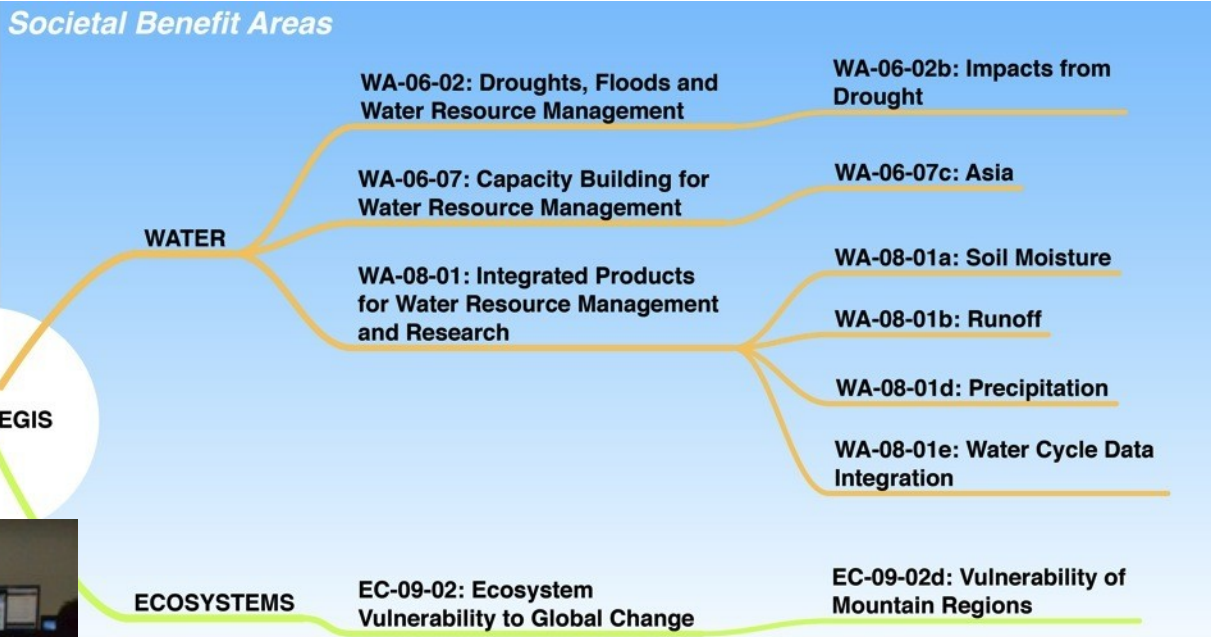 Societal Benefit Areas
WA-06-02: Droughts, Floods and
Water Resource Management
WA-06-02b: Impacts from
Drought
WA-06-07: Capacity Building for
Water Resource Management
WA-06-07c: Asia
WATER
WA-08-01: Integrated Products
for Water Resource Management
and Research
WA-08-01a: Soil Moisture
WA-08-01b: Runoff
WA-08-01d: Precipitation
WA-08-01e: Water Cycle Data
Integration
EGIS
ECOSYSTEMS
EC-09-02: Ecosystem
Vulnerability to Global Change
EC-09-02d: Vulnerability of
Mountain Regions